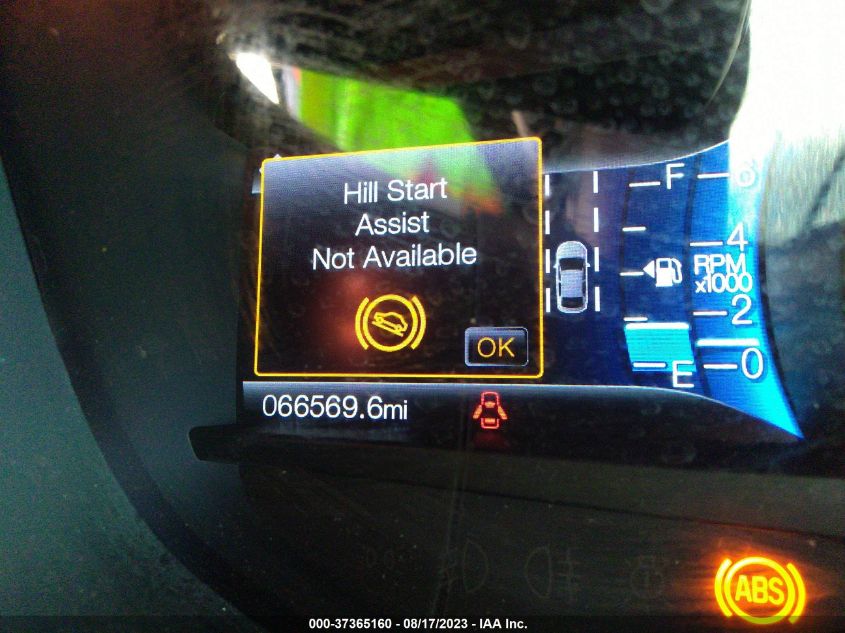 Hill Start
Assist
Not Available
OK
F
6
4
RPM
x1000
2
0
E
066569.6mi
ABS
000-37365160 - 08/17/2023 - IAA Inc.